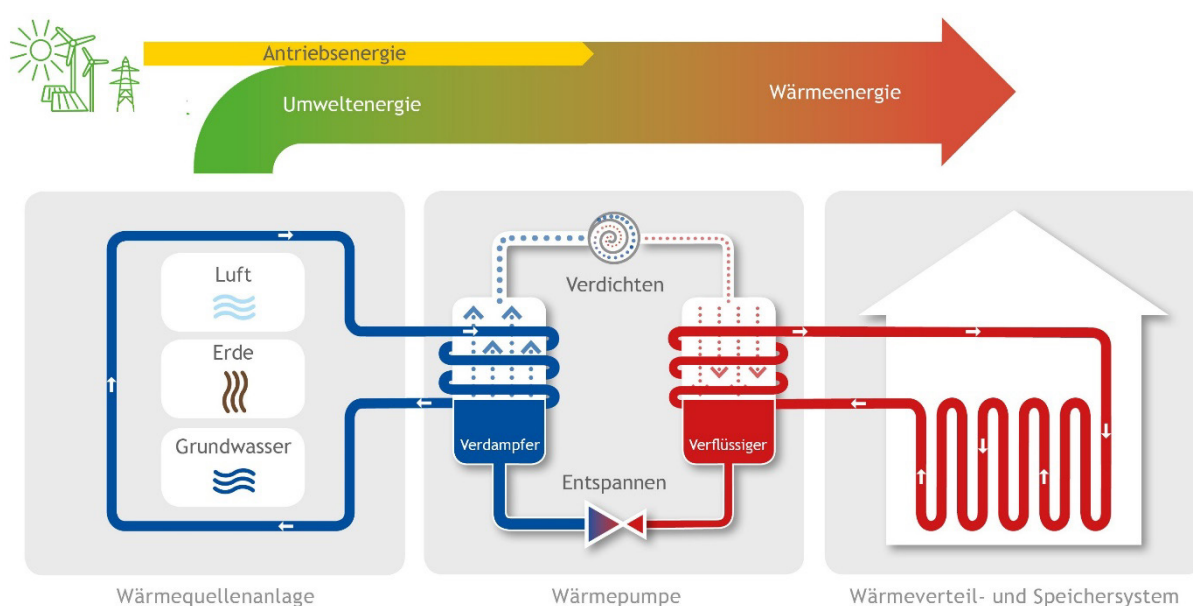 Antriebsenergie
Umweltenergie
Wärmeenergie
Luft
Erde
Grundwasser
Verdichten
Verdampfer
Verflüssiger
Entspannen
Wärmequellenanlage
Wärmepumpe
Wärmeverteil- und Speichersystem